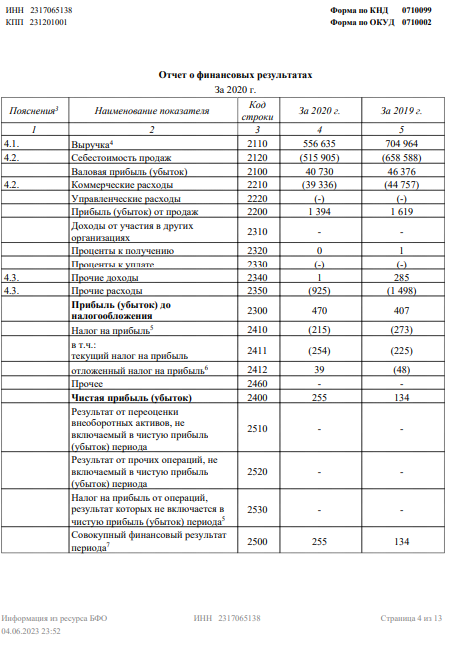 ИНН 2317065138
КПП 231201001
Форма по КНД 0710099
Форма по ОКУД 0710002
Отчет о финансовых результатах
За 2020 г.
Пояснения3 Наименование показателя Код строки За 2020 г. За 2019 г.
1 2 3 4 5
4.1. Выручка4 2110 556 635 704 964
4.2. Себестоимость продаж 2120 (515 905) (658 588)
Валовая прибыль (убыток) 2100 40 730 46 376
4.2. Коммерческие расходы 2210 (39 336) (44 757)
Управленческие расходы 2220 (-) (-)
Прибыль (убыток) от продаж 2200 1 394 1 619
Доходы от участия в других
организациях 2310 - -
Проценты к получению 2320 0 1
Проценты к уплате 2330 (-) (-)
4.3. Прочие доходы 2340 1 285
4.3. Прочие расходы 2350 (925) (1 498)
Прибыль (убыток) до
налогообложения 2300 470 407
Налог на прибыль5 2410 (215) (273)
в т.ч.:
текущий налог на прибыль 2411 (254) (225)
отложенный налог на прибыль6 2412 39 (48)
Прочее 2460 - -
Чистая прибыль (убыток) 2400 255 134
Результат от переоценки
внеоборотных активов, не
включаемый в чистую прибыль
(убыток) периода 2510 - -
Результат от прочих операций, не
включаемый в чистую прибыль
(убыток) периода 2520 - -
Налог на прибыль от операций,
результат которых не включается в
чистую прибыль (убыток) периода5 2530 - -
Совокупный финансовый результат
периода7 2500 255 134
Информация из ресурса БФО ИНН 2317065138 Страница 4 из 13
04.06.2023 23:52